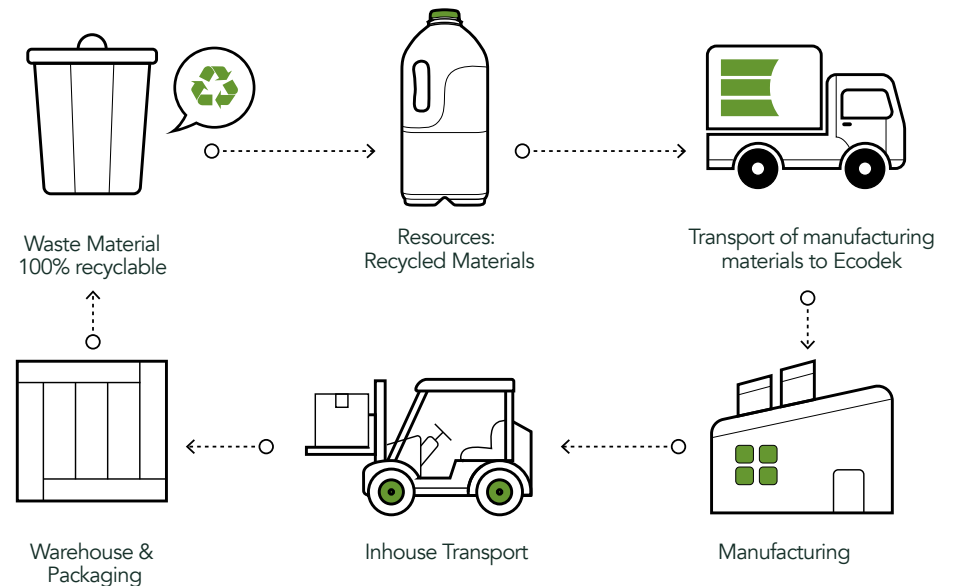 Waste Material
100% recyclable
Resources:
Recycled Materials
Transport of manufacturing
materials to Ecodek
Warehouse &
Packaging
Inhouse Transport
Manufacturing